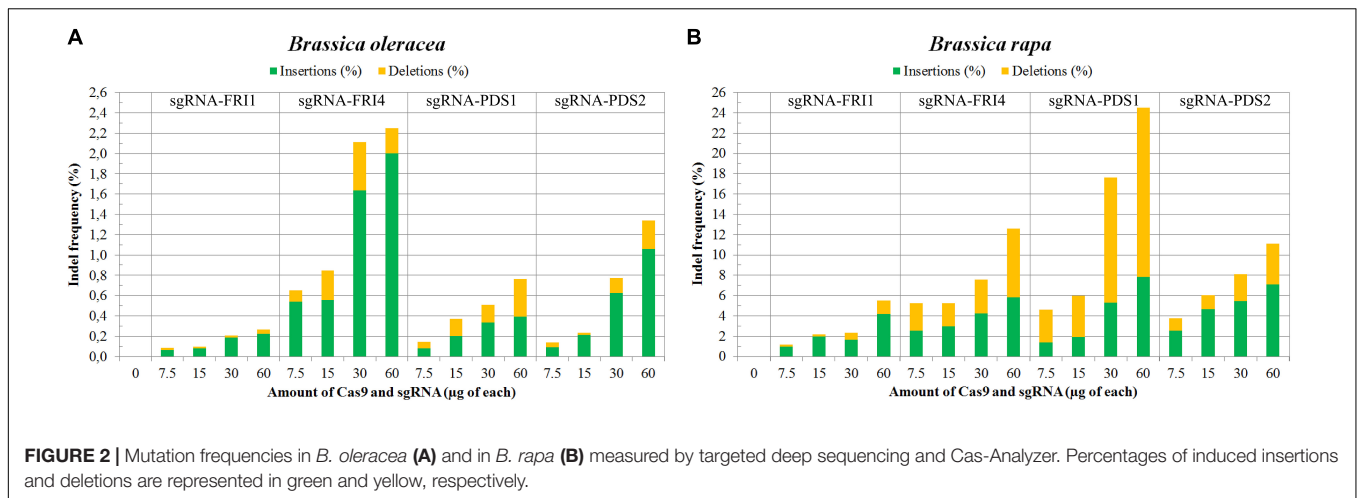 A
Brassica oleracea
Insertions (%) Deletions (%)
sgRNA-FRI1 sgRNA-FRI4 sgRNA-PDS1 sgRNA-PDS2
Indel frequency (%)
2,6
2,4
2,2
2,0
1,8
1,6
1,4
1,2
1,0
0,8
0,6
0,4
0,2
0,0
0 7.5 15 30 60 7.5 15 30 60 7.5 15 30 60 7.5 15 30 60
Amount of Cas9 and sgRNA (µg of each)
B
Brassica rapa
Insertions (%) Deletions (%)
sgRNA-FRI1 sgRNA-FRI4 sgRNA-PDS1 sgRNA-PDS2
Indel frequency (%)
26
24
22
20
18
16
14
12
10
8
6
4
2
0
0 7.5 15 30 60 7.5 15 30 60 7.5 15 30 60 7.5 15 30 60
Amount of Cas9 and sgRNA (µg of each)
FIGURE 2 | Mutation frequencies in B. oleracea (A) and in B. rapa (B) measured by targeted deep sequencing and Cas-Analyzer. Percentages of induced insertions
and deletions are represented in green and yellow, respectively.